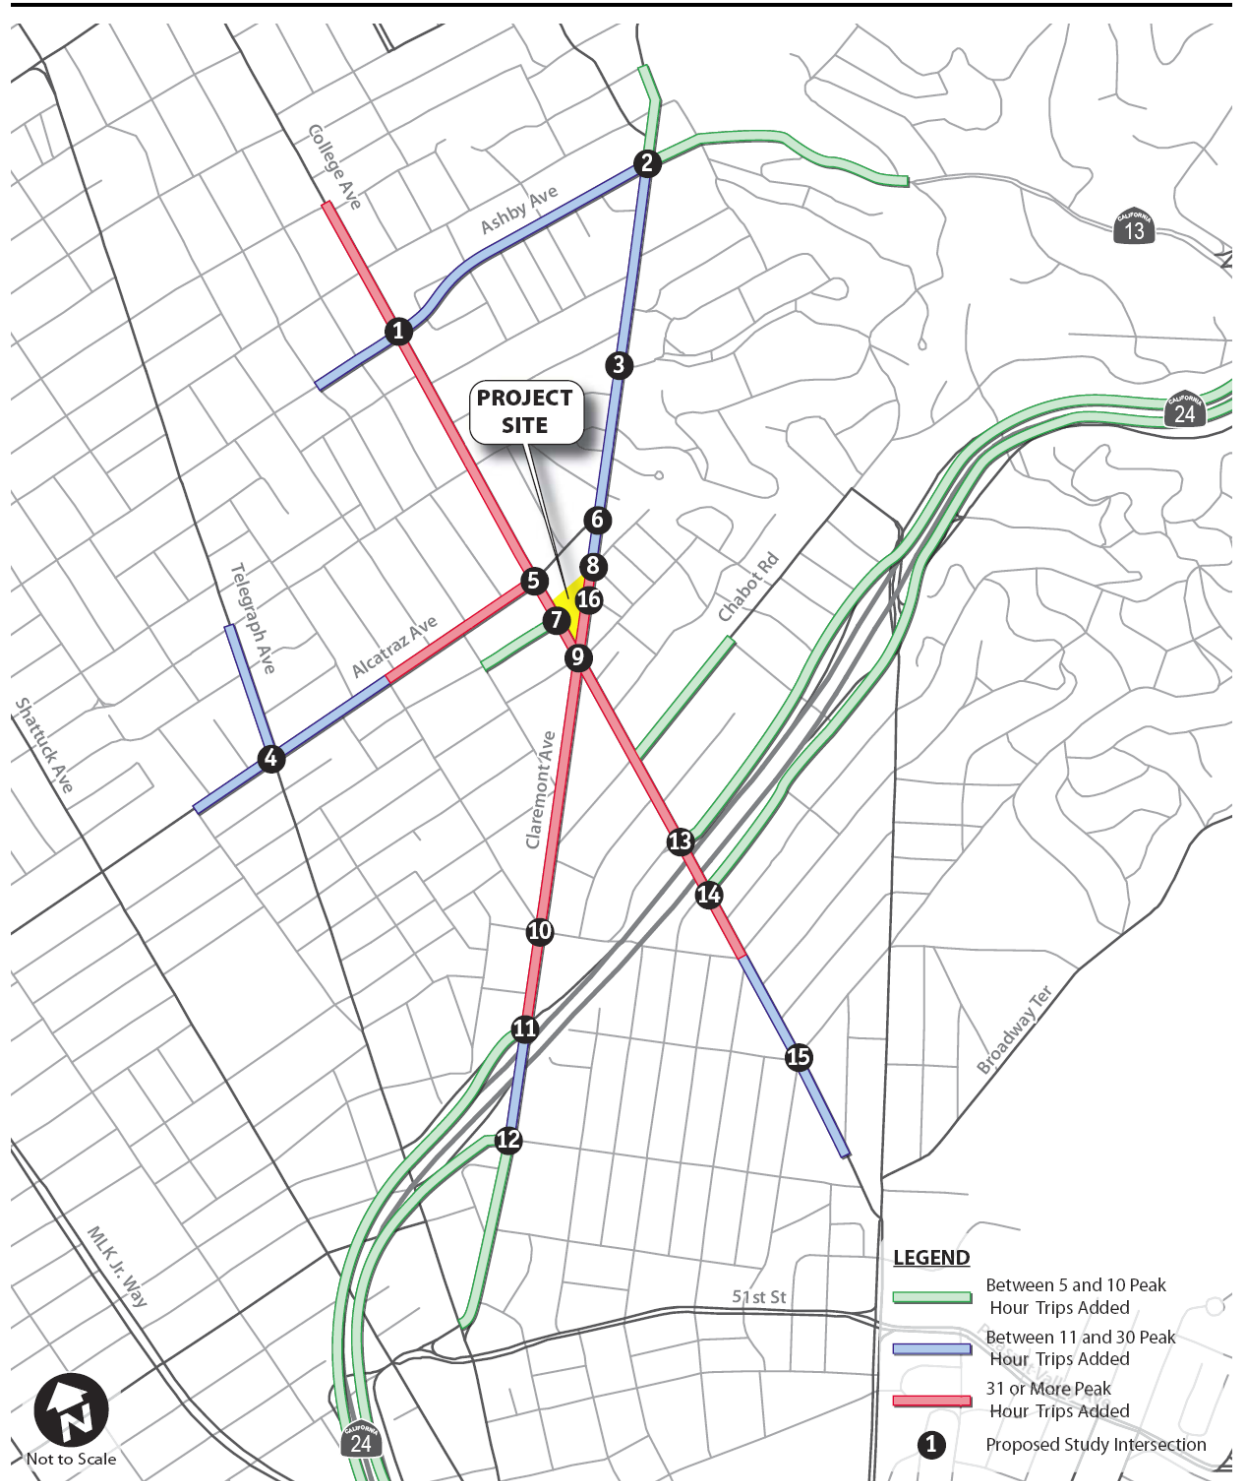 College Ave
Ashby Ave
2
CALIFORNIA
13
1
3
PROJECT
SITE
CALIFORNIA
24
6
8
5
16
7
9
Telegraph Ave
Alcatraz Ave
Chabot Rd
Shattuck Ave
4
Claremont Ave
13
14
10
11
15
Broadway Ter
12
MLK Jr. Way
51st St
LEGEND
Between 5 and 10 Peak
Hour Trips Added
Between 11 and 30 Peak
Hour Trips Added
31 or More Peak
Hour Trips Added
1 Proposed Study Intersection
N
Not to Scale
CALIFORNIA
24